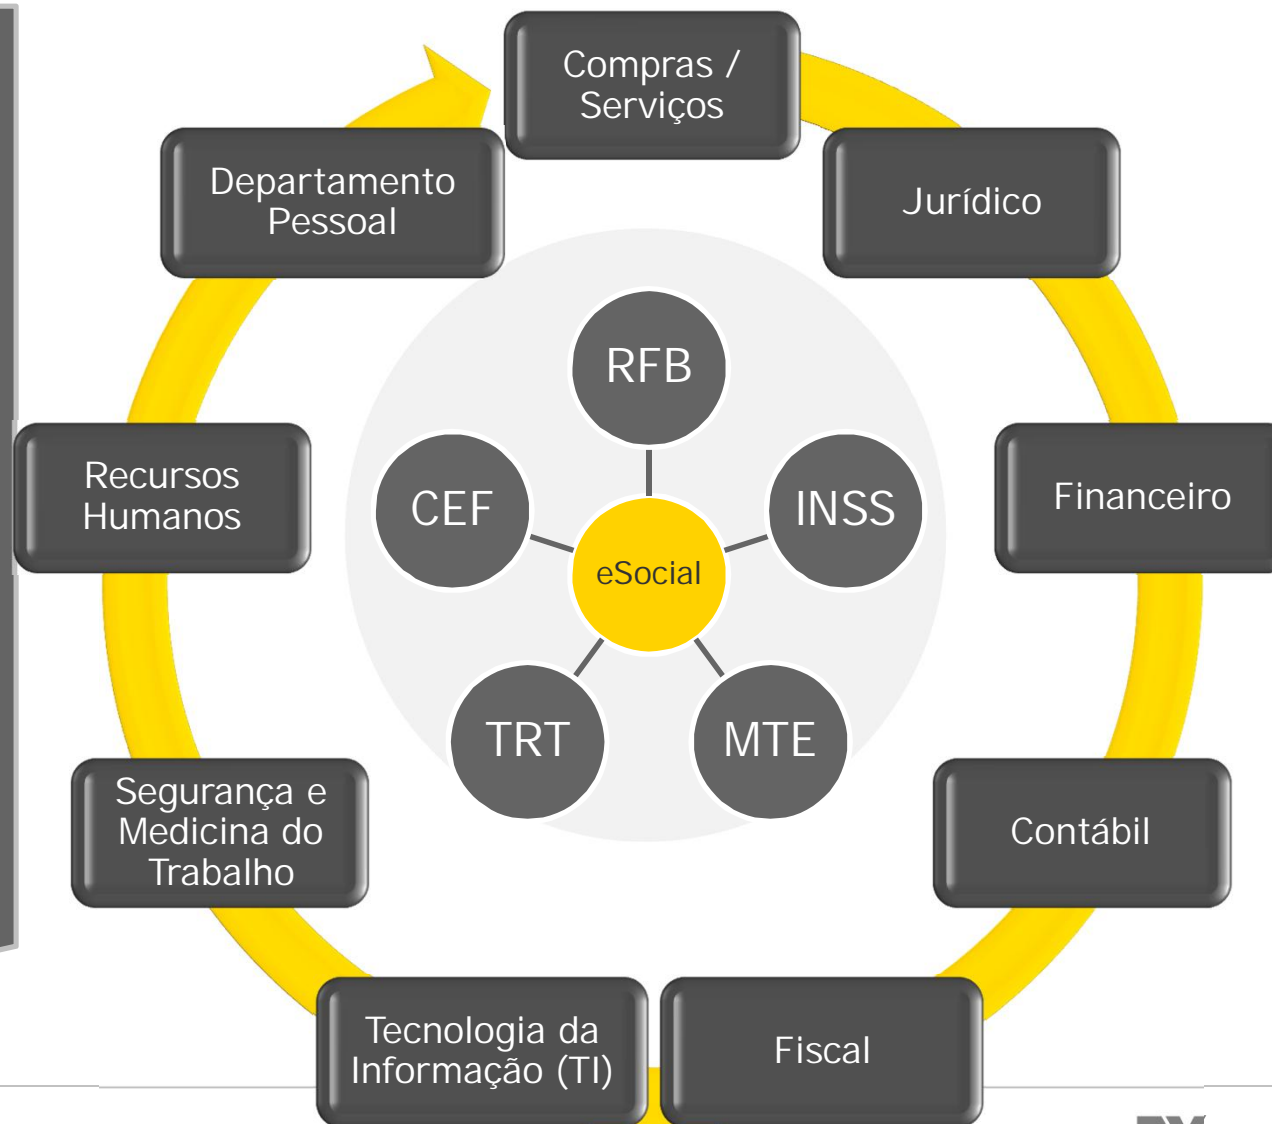 Compras /
Serviços
Departamento
Pessoal
Jurídico
RFB
Recursos
Humanos
CEF
INSS
Financeiro
eSocial
TRT
MTE
Segurança e
Medicina do
Trabalho
Contábil
Tecnologia da
Informação (TI)
Fiscal